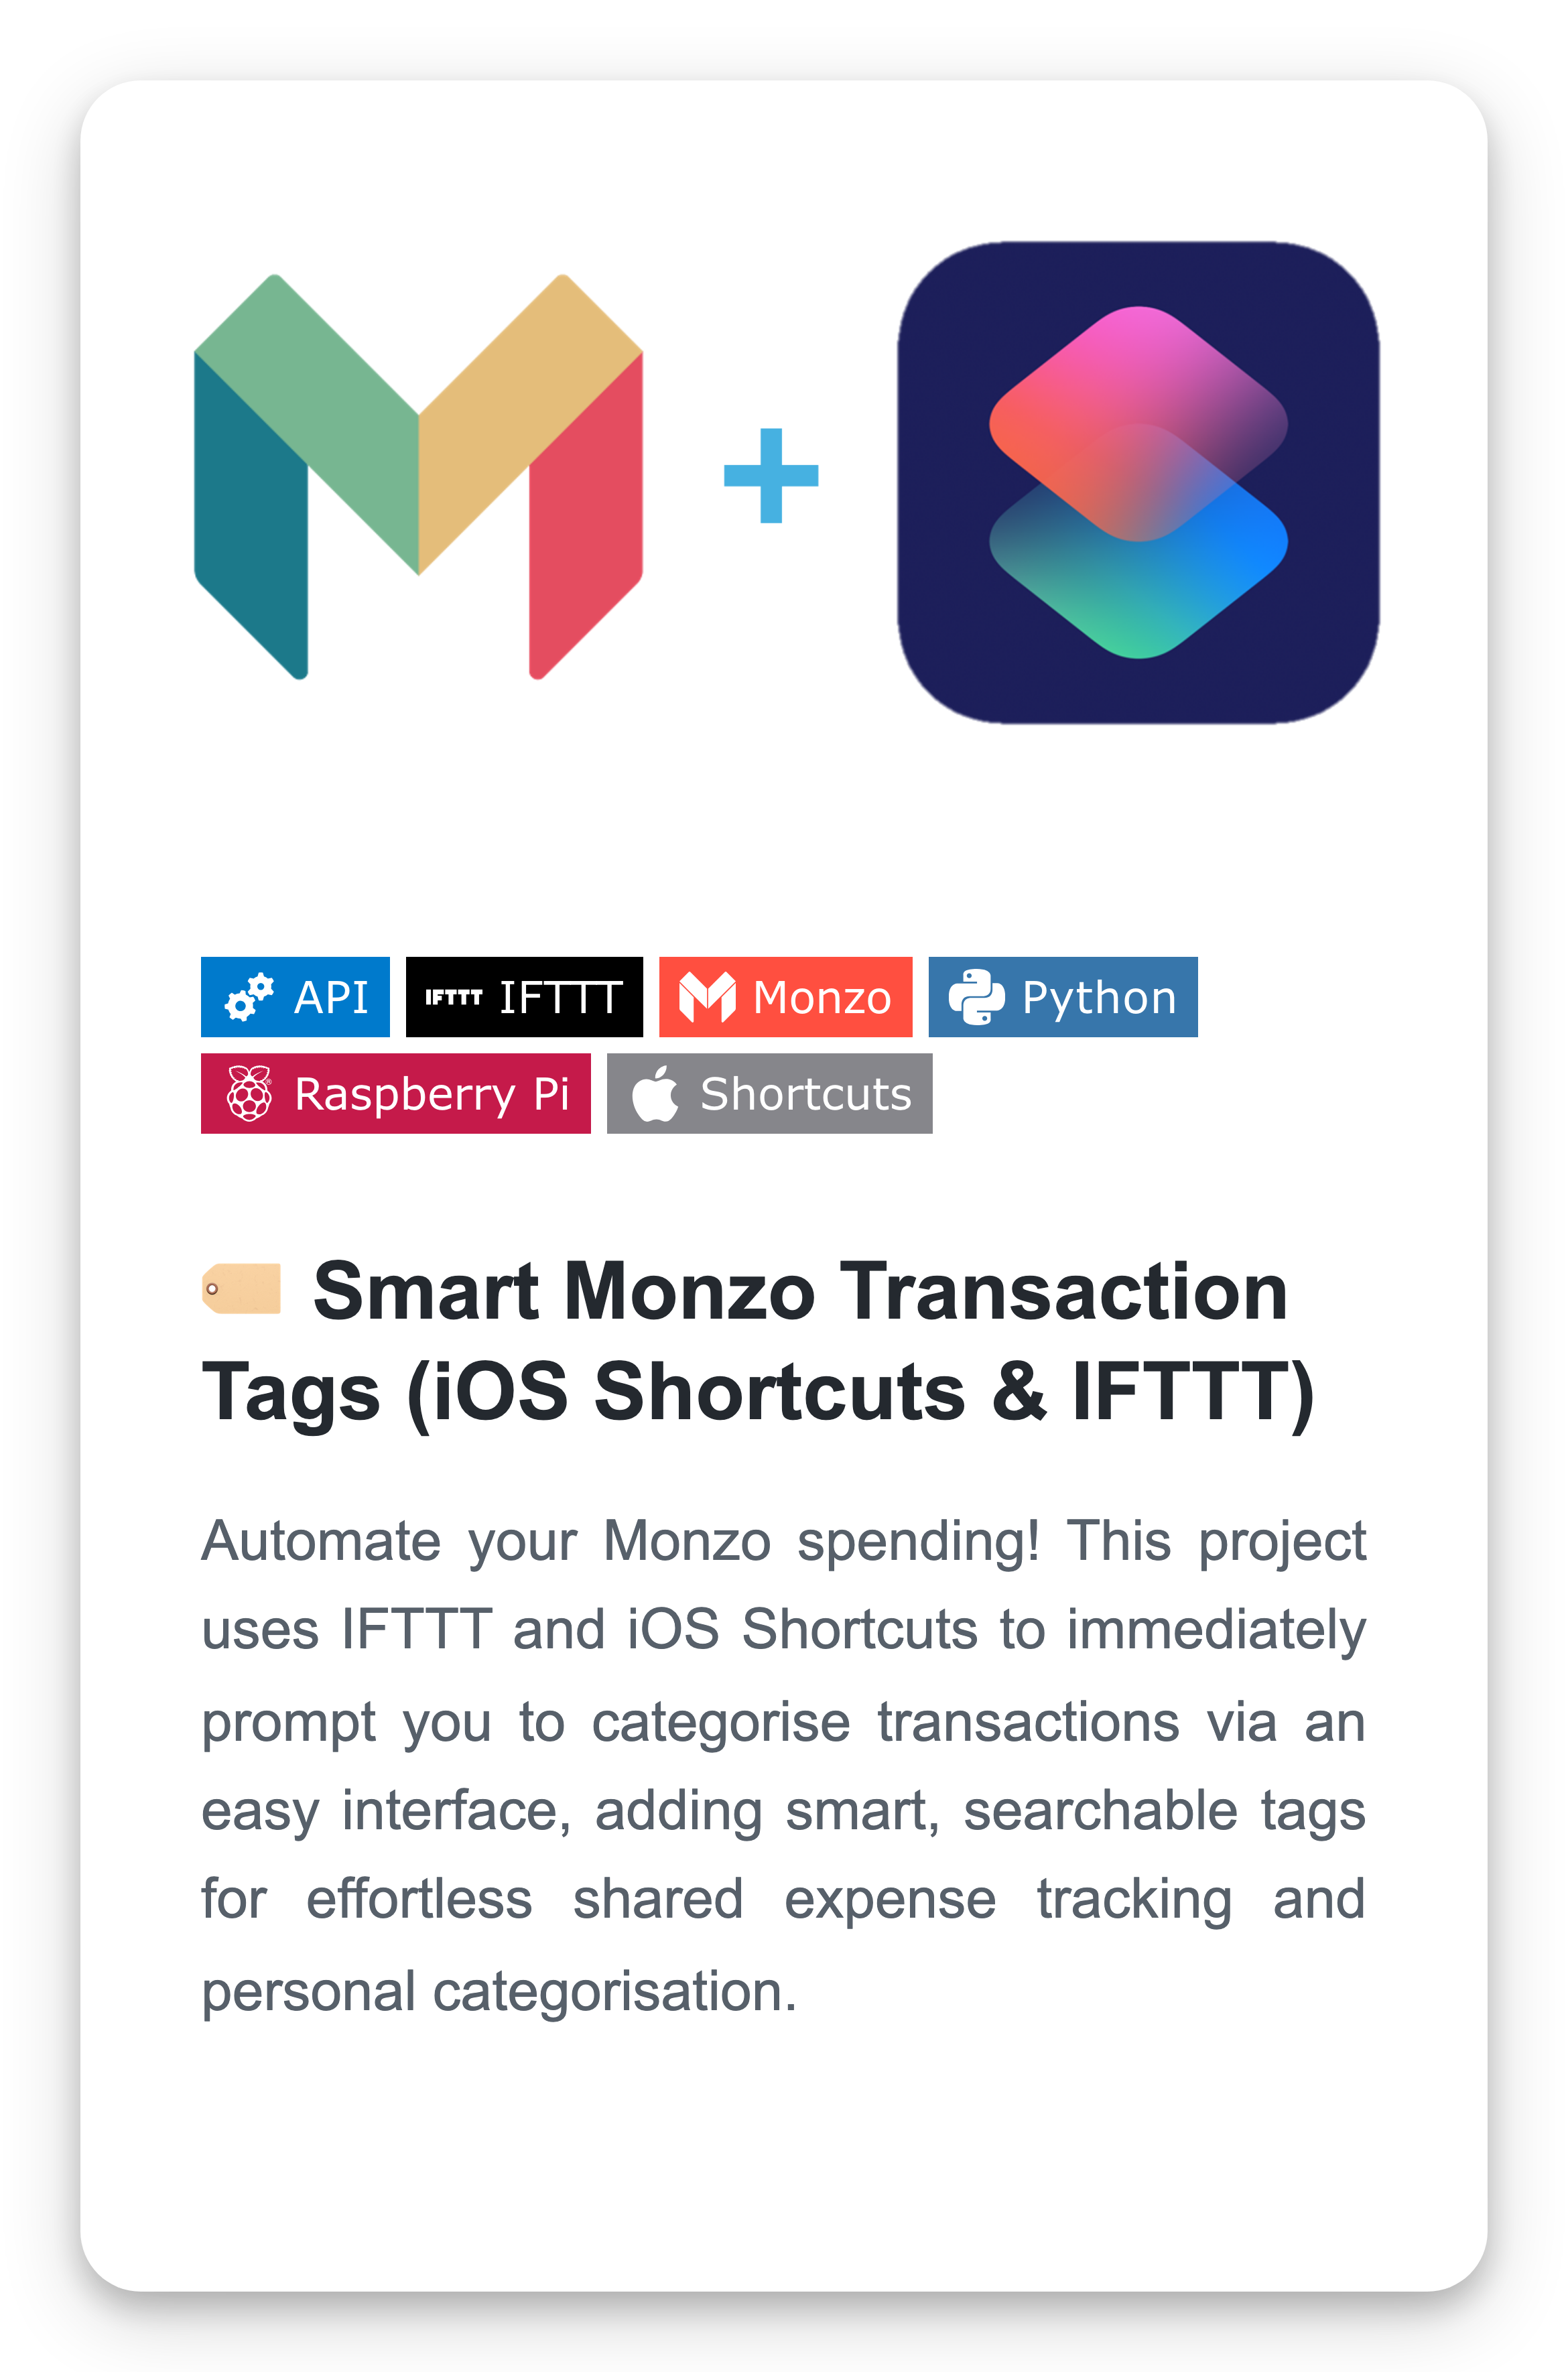 API IFTTT IFTTT Monzo Python
Raspberry Pi Shortcuts
Smart Monzo Transaction
Tags (iOS Shortcuts & IFTTT)
Automate your Monzo spending! This project
uses IFTTT and iOS Shortcuts to immediately
prompt you to categorise transactions via an
easy interface, adding smart, searchable tags
for effortless shared expense tracking and
personal categorisation.